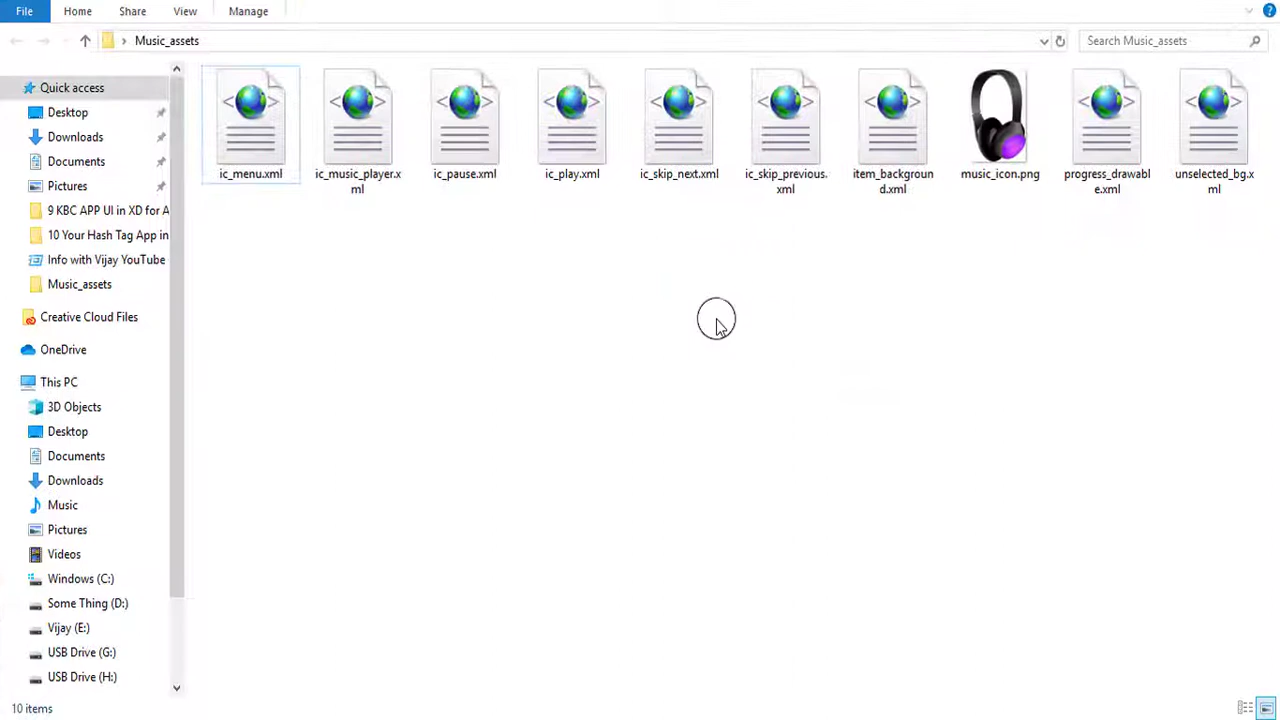 File Home Share View Manage
Music_assets
Search Music_assets
Quick access
Desktop
Downloads
Documents
Pictures
9 KBC APP UI in XD for A
10 Your Hash Tag App in
Info with Vijay YouTube
Music_assets
Creative Cloud Files
OneDrive
This PC
3D Objects
Desktop
Documents
Downloads
Music
Pictures
Videos
Windows (C:)
Some Thing (D:)
Vijay (E:)
USB Drive (G:)
USB Drive (H:)
ic_menu.xml
ic_music_player.x
ml
ic_pause.xml
ic_play.xml
ic_skip_next.xml
ic_skip_previous.
xml
item_backgroun
d.xml
music_icon.png
progress_drawabl
e.xml
unselected_bg.x
ml
10 items